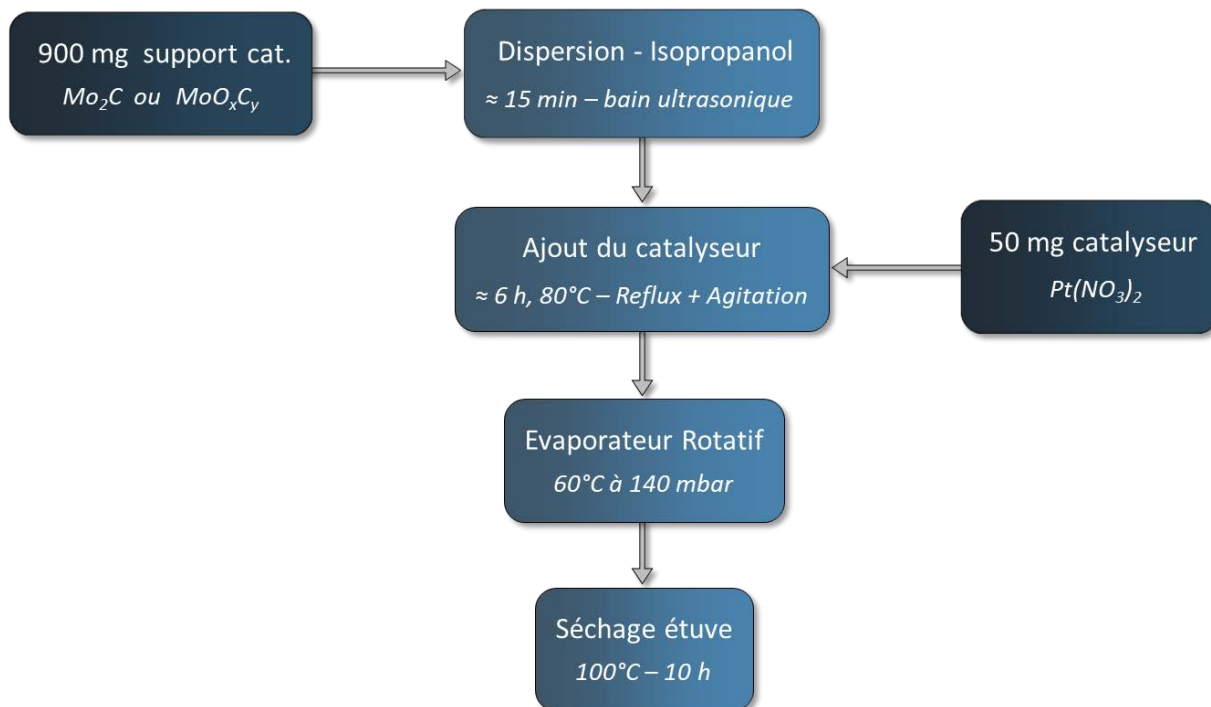 900 mg support cat.
Mo₂C ou MoOₓCᵧ
Dispersion - Isopropanol
≈ 15 min – bain ultrasonique
Ajout du catalyseur
≈ 6 h, 80°C – Reflux + Agitation
50 mg catalyseur
Pt(NO₃)₂
Evaporateur Rotatif
60°C à 140 mbar
Séchage étuve
100°C – 10 h